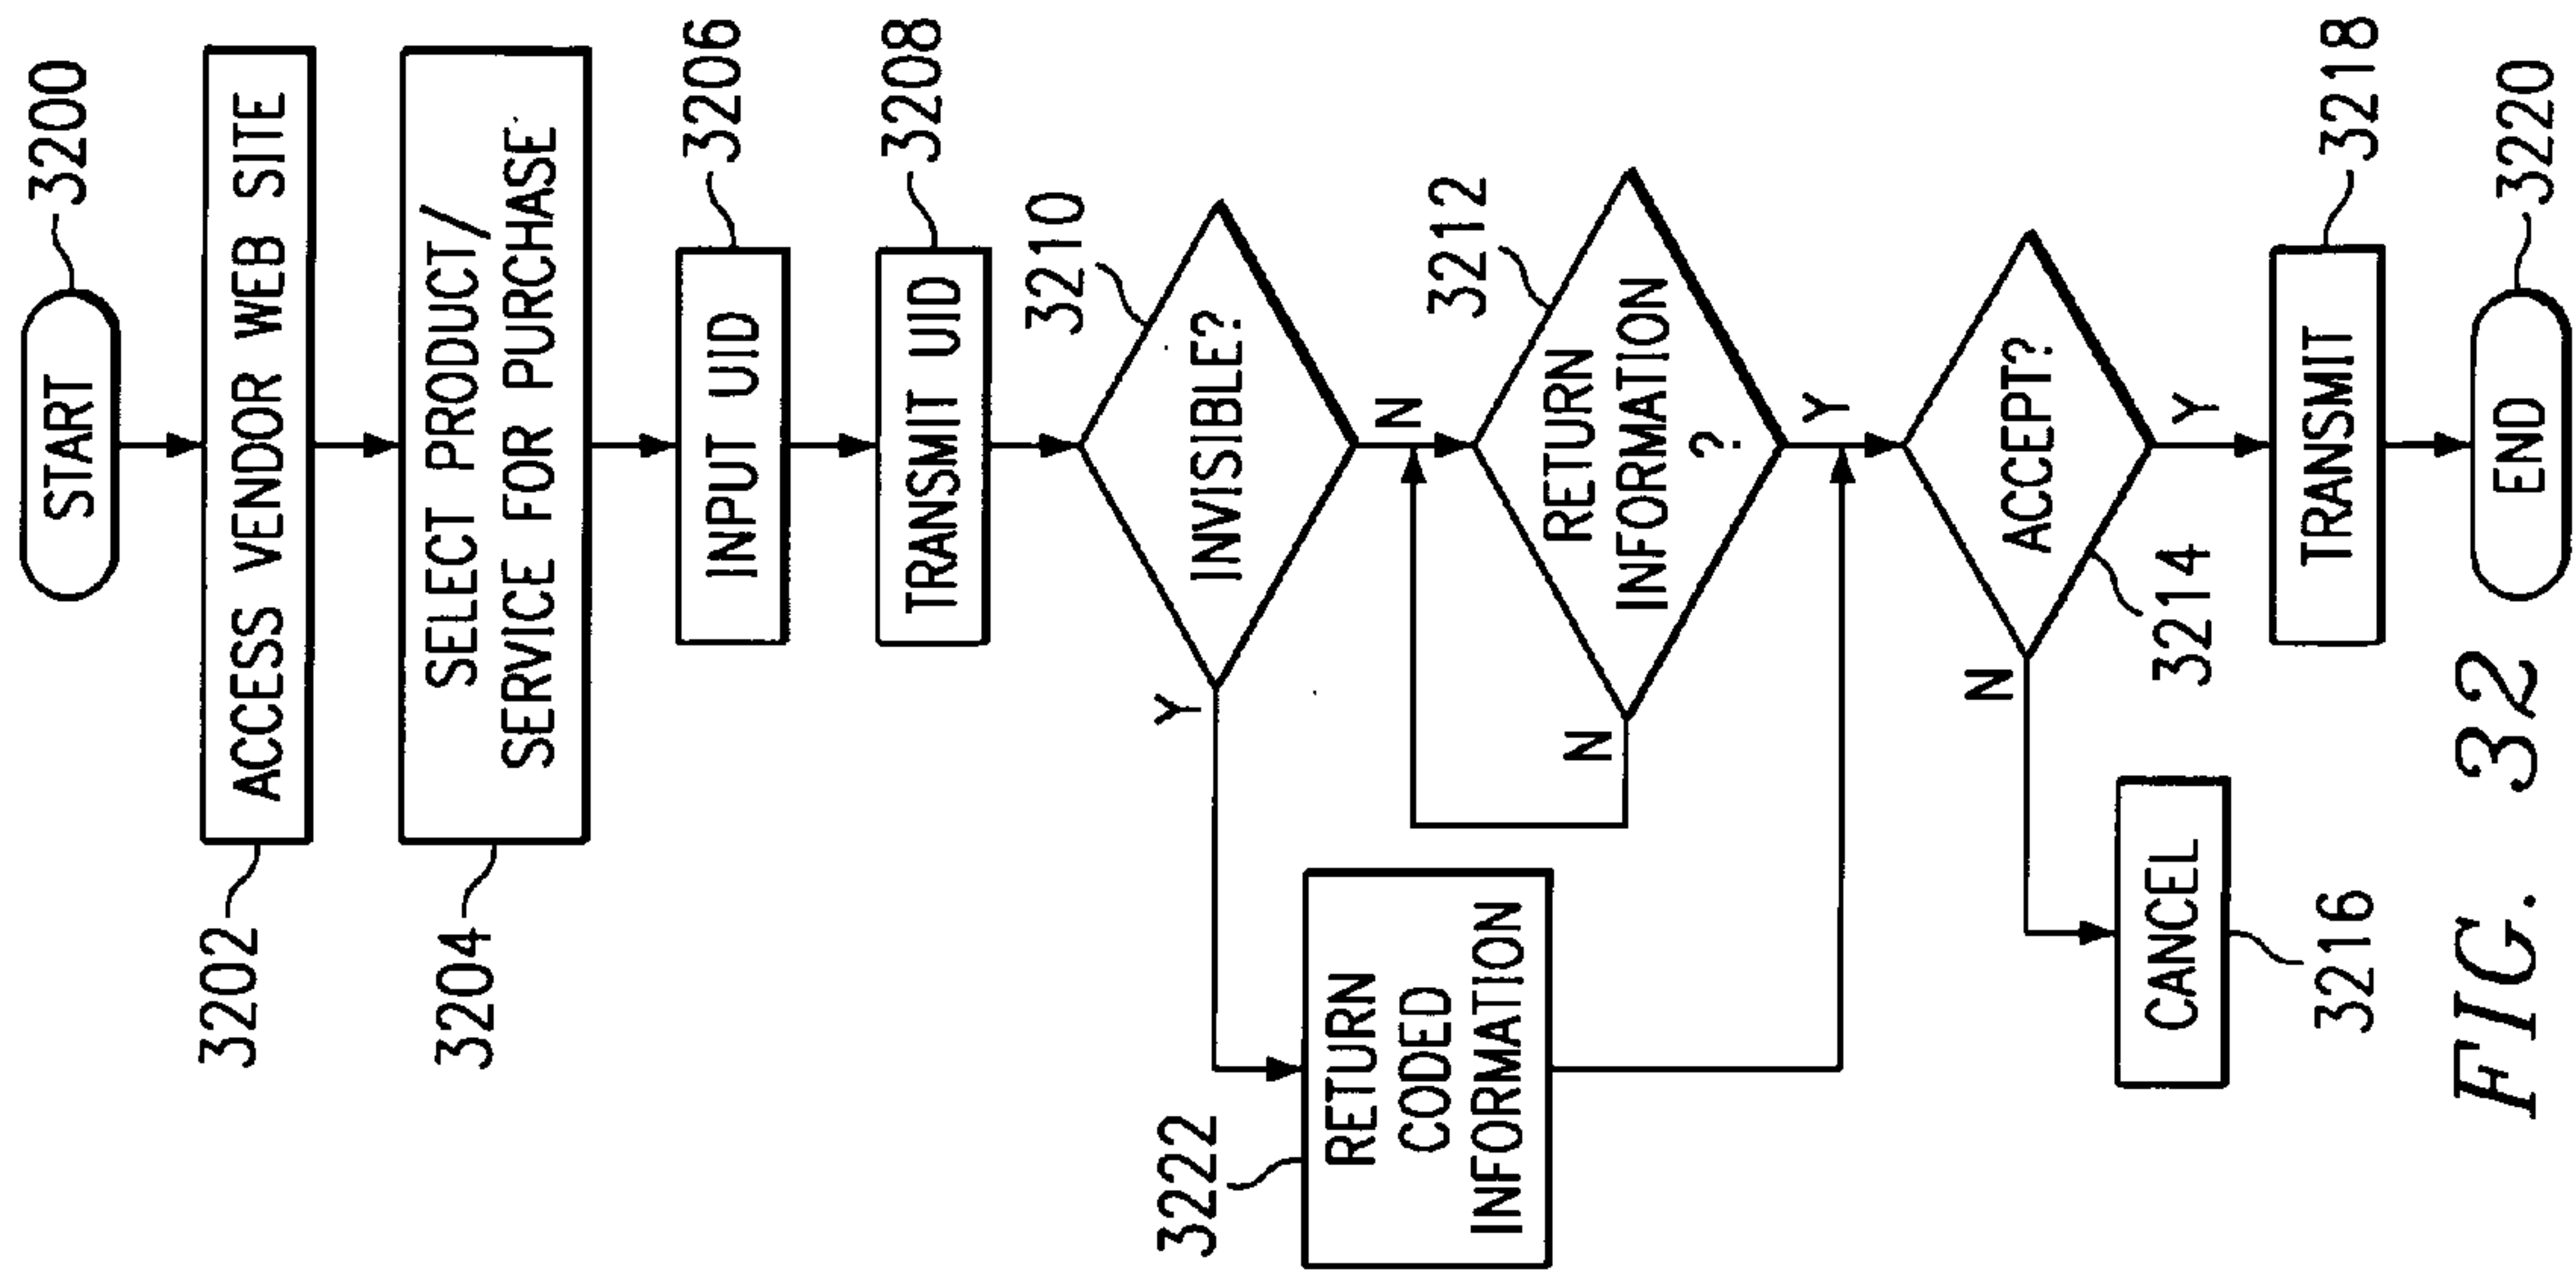 START
3200
ACCESS VENDOR WEB SITE
3202
SELECT PRODUCT/
SERVICE FOR PURCHASE
3204
INPUT UID
3206
TRANSMIT UID
3208
INVISIBLE?
3210
Y
N
RETURN
CODED
INFORMATION
3222
RETURN
INFORMATION
?
3212
N
Y
ACCEPT?
3214
N
Y
CANCEL
3216
TRANSMIT
3218
END
3220
FIG. 32